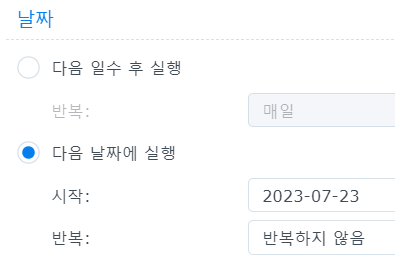 날짜
다음 일수 후 실행
반복:
매일
다음 날짜에 실행
시작:
2023-07-23
반복:
반복하지 않음